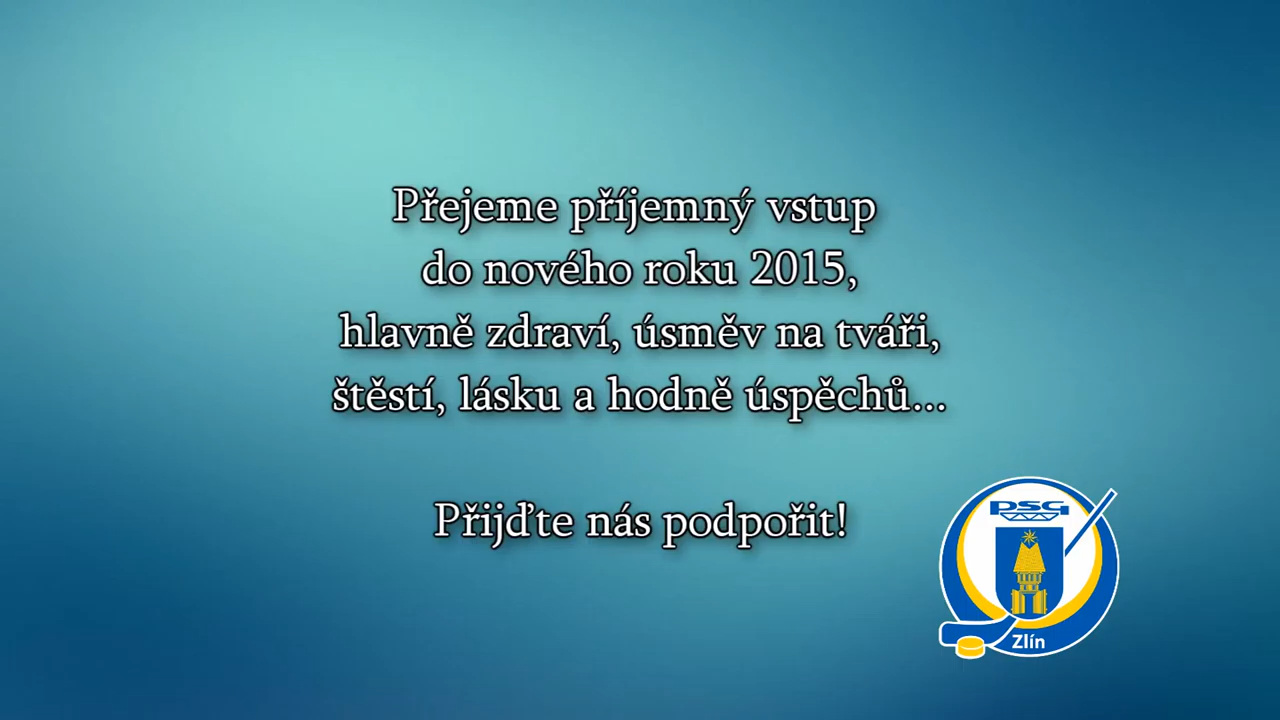 Přejeme příjemný vstup
do nového roku 2015,
hlavně zdraví, úsměv na tváři,
štěstí, lásku a hodně úspěchů...
Přijďte nás podpořit!
PSG
Zlín